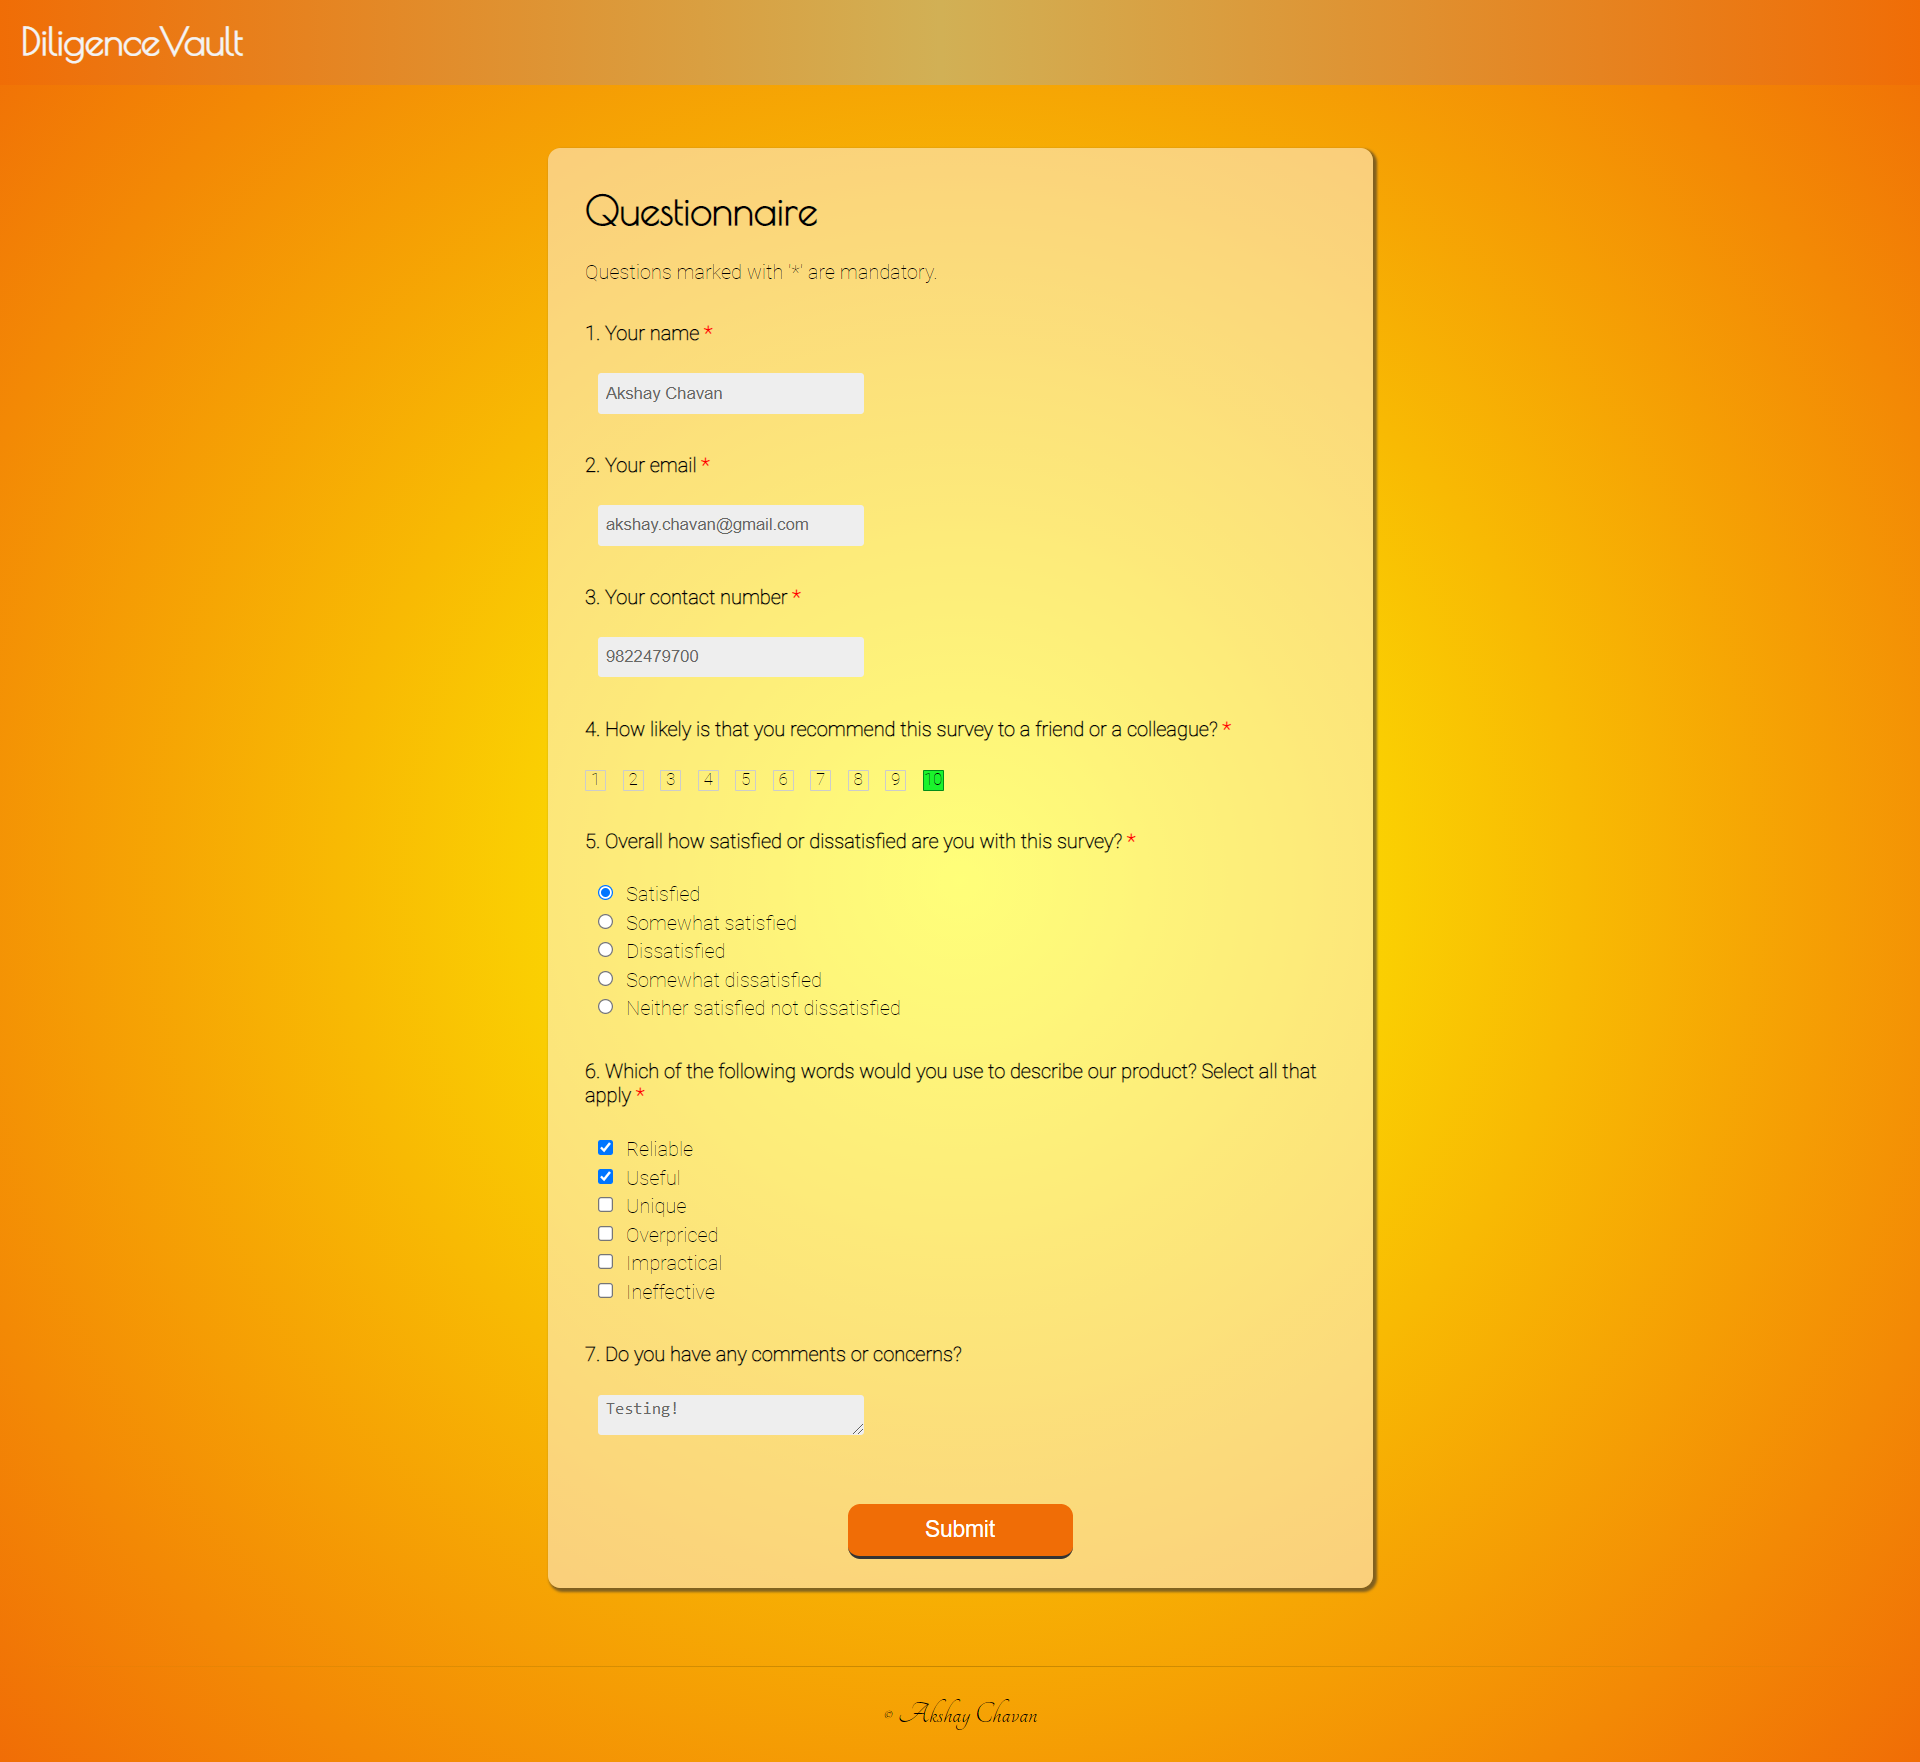 DiligenceVault
Questionnaire
Questions marked with '*' are mandatory.
1. Your name *
Akshay Chavan
2. Your email *
akshay.chavan@gmail.com
3. Your contact number *
9822479700
4. How likely is that you recommend this survey to a friend or a colleague? *
1 2 3 4 5 6 7 8 9 10
5. Overall how satisfied or dissatisfied are you with this survey? *
Satisfied
Somewhat satisfied
Dissatisfied
Somewhat dissatisfied
Neither satisfied not dissatisfied
6. Which of the following words would you use to describe our product? Select all that
apply *
Reliable
Useful
Unique
Overpriced
Impractical
Ineffective
7. Do you have any comments or concerns?
Testing!
Submit
© Akshay Chavan